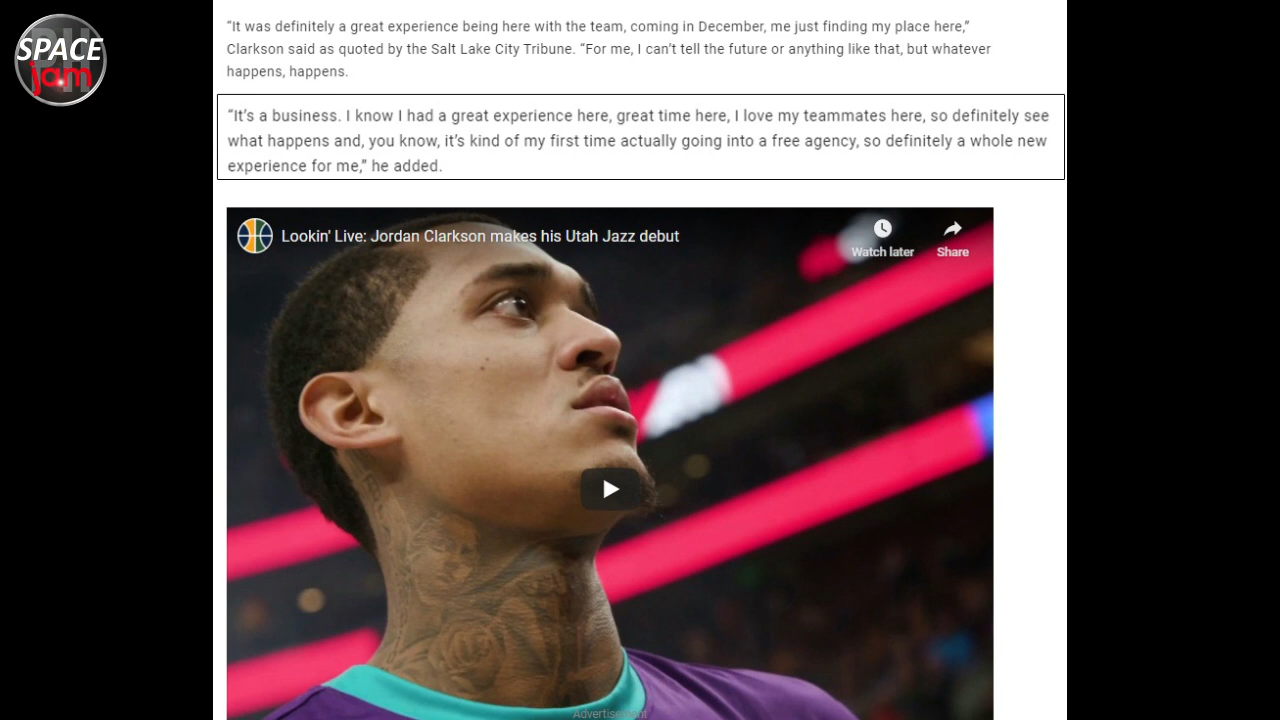 SPACE
jam
“It was definitely a great experience being here with the team, coming in December, me just finding my place here,”
Clarkson said as quoted by the Salt Lake City Tribune. “For me, I can’t tell the future or anything like that, but whatever
happens, happens.
“It’s a business. I know I had a great experience here, great time here, I love my teammates here, so definitely see
what happens and, you know, it’s kind of my first time actually going into a free agency, so definitely a whole new
experience for me,” he added.
Lookin' Live: Jordan Clarkson makes his Utah Jazz debut
Watch later
Share
Advertisement